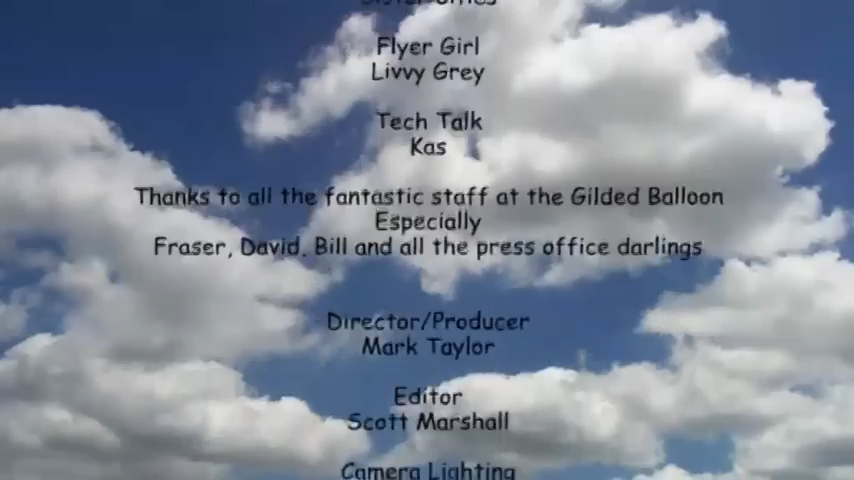 Flyer Girl
Livvy Grey
Tech Talk
Kas
Thanks to all the fantastic staff at the Gilded Balloon
Especially
Fraser, David, Bill and all the press office darlings
Director/Producer
Mark Taylor
Editor
Scott Marshall
Camera Lighting